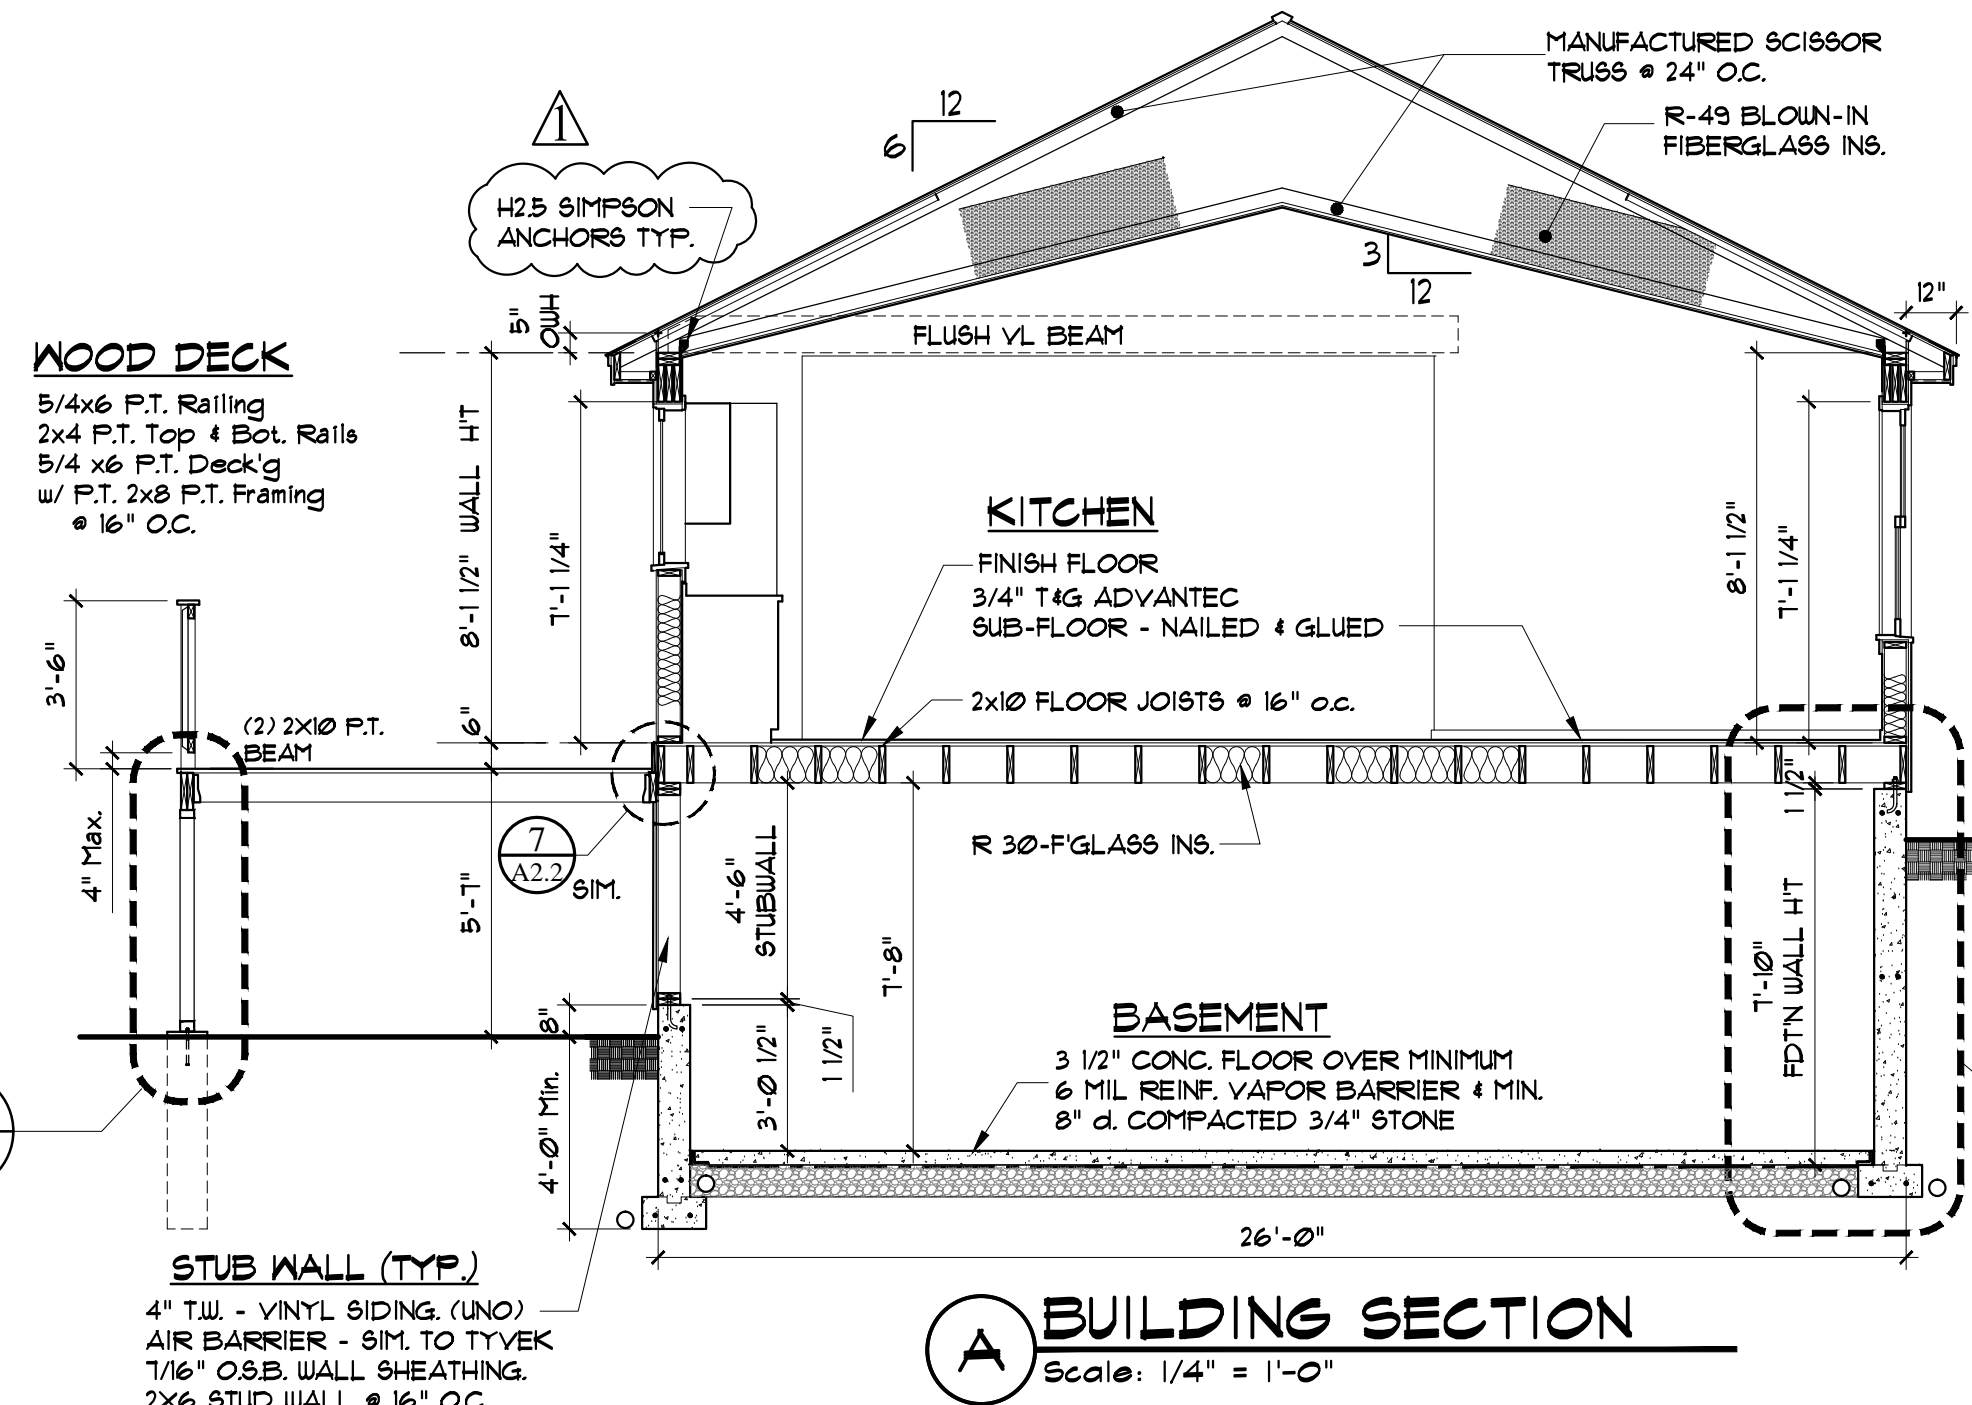 MANUFACTURED SCISSOR
TRUSS @ 24" O.C.
R-49 BLOWN-IN
FIBERGLASS INS.
12
6
1
H2.5 SIMPSON
ANCHORS TYP.
3
12
12"
5"
OWH
FLUSH VL BEAM
WOOD DECK
5/4x6 P.T. Railing
2x4 P.T. Top & Bot. Rails
5/4 x6 P.T. Deck'g
w/ P.T. 2x8 P.T. Framing
@ 16" O.C.
8'-1 1/2" WALL H'T
7'-1 1/4"
8'-1 1/2"
7'-1 1/4"
KITCHEN
FINISH FLOOR
3/4" T&G ADVANTEC
SUB-FLOOR - NAILED & GLUED
2x10 FLOOR JOISTS @ 16" o.c.
3'-6"
6"
(2) 2X10 P.T.
BEAM
4" Max.
5'-7"
7
A2.2
SIM.
4'-6"
STUBWALL
7'-8"
R 30-F'GLASS INS.
1 1/2"
7'-10"
FDT'N WALL H'T
8"
4'-0" Min.
3'-0 1/2"
1 1/2"
BASEMENT
3 1/2" CONC. FLOOR OVER MINIMUM
6 MIL REINF. VAPOR BARRIER & MIN.
8" d. COMPACTED 3/4" STONE
26'-0"
STUB WALL (TYP.)
4" T.W. - VINYL SIDING. (UNO)
AIR BARRIER - SIM. TO TYVEK
7/16" O.S.B. WALL SHEATHING.
2X6 STUD WALL @ 16" O.C.
A
BUILDING SECTION
Scale: 1/4" = 1'-0"